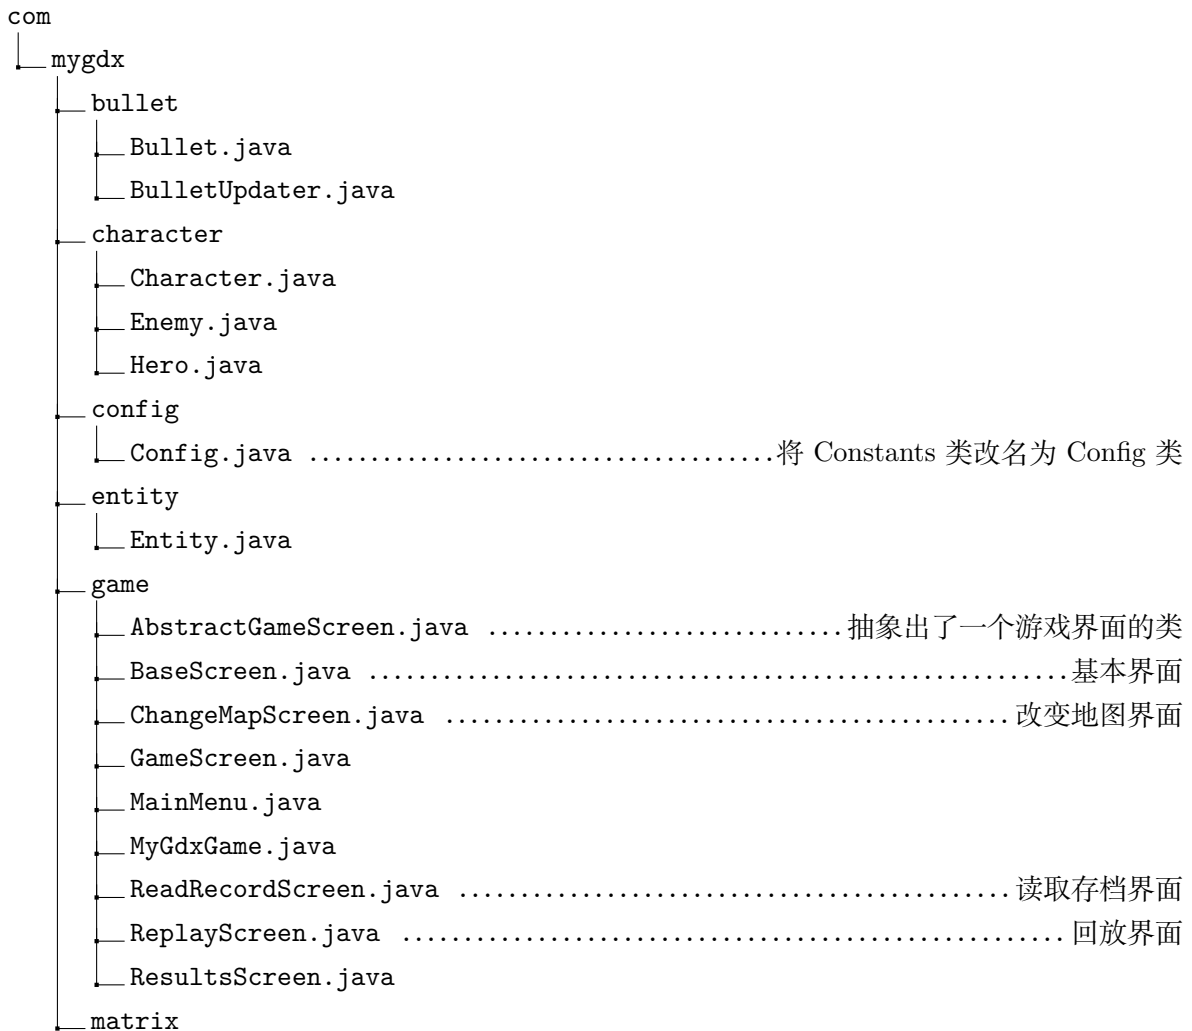 com
mygdx
bullet
Bullet.java
BulletUpdater.java
character
Character.java
Enemy.java
Hero.java
config
Config.java ......................................将 Constants 类改名为 Config 类
entity
Entity.java
game
AbstractGameScreen.java .............................抽象出了一个游戏界面的类
BaseScreen.java .........................................................基本界面
ChangeMapScreen.java ..............................................改变地图界面
GameScreen.java
MainMenu.java
MyGdxGame.java
ReadRecordScreen.java .............................................读取存档界面
ReplayScreen.java ......................................................回放界面
ResultsScreen.java
matrix